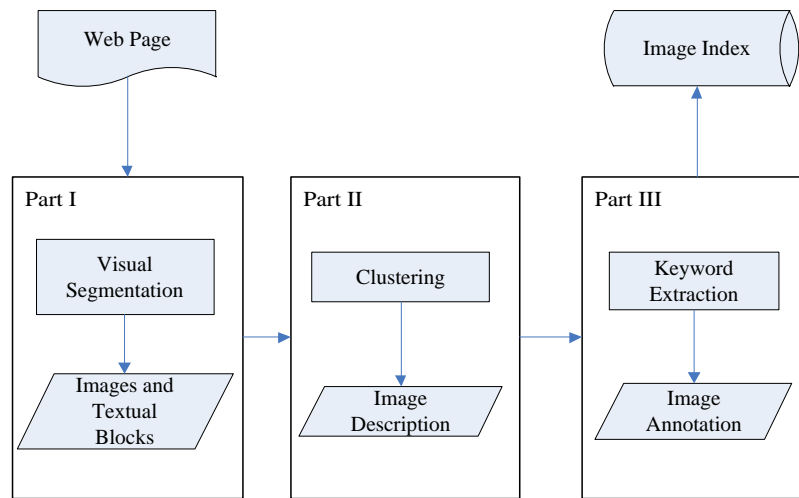 Web Page
Image Index
Part I
Visual
Segmentation
Images and
Textual
Blocks
Part II
Clustering
Image
Description
Part III
Keyword
Extraction
Image
Annotation